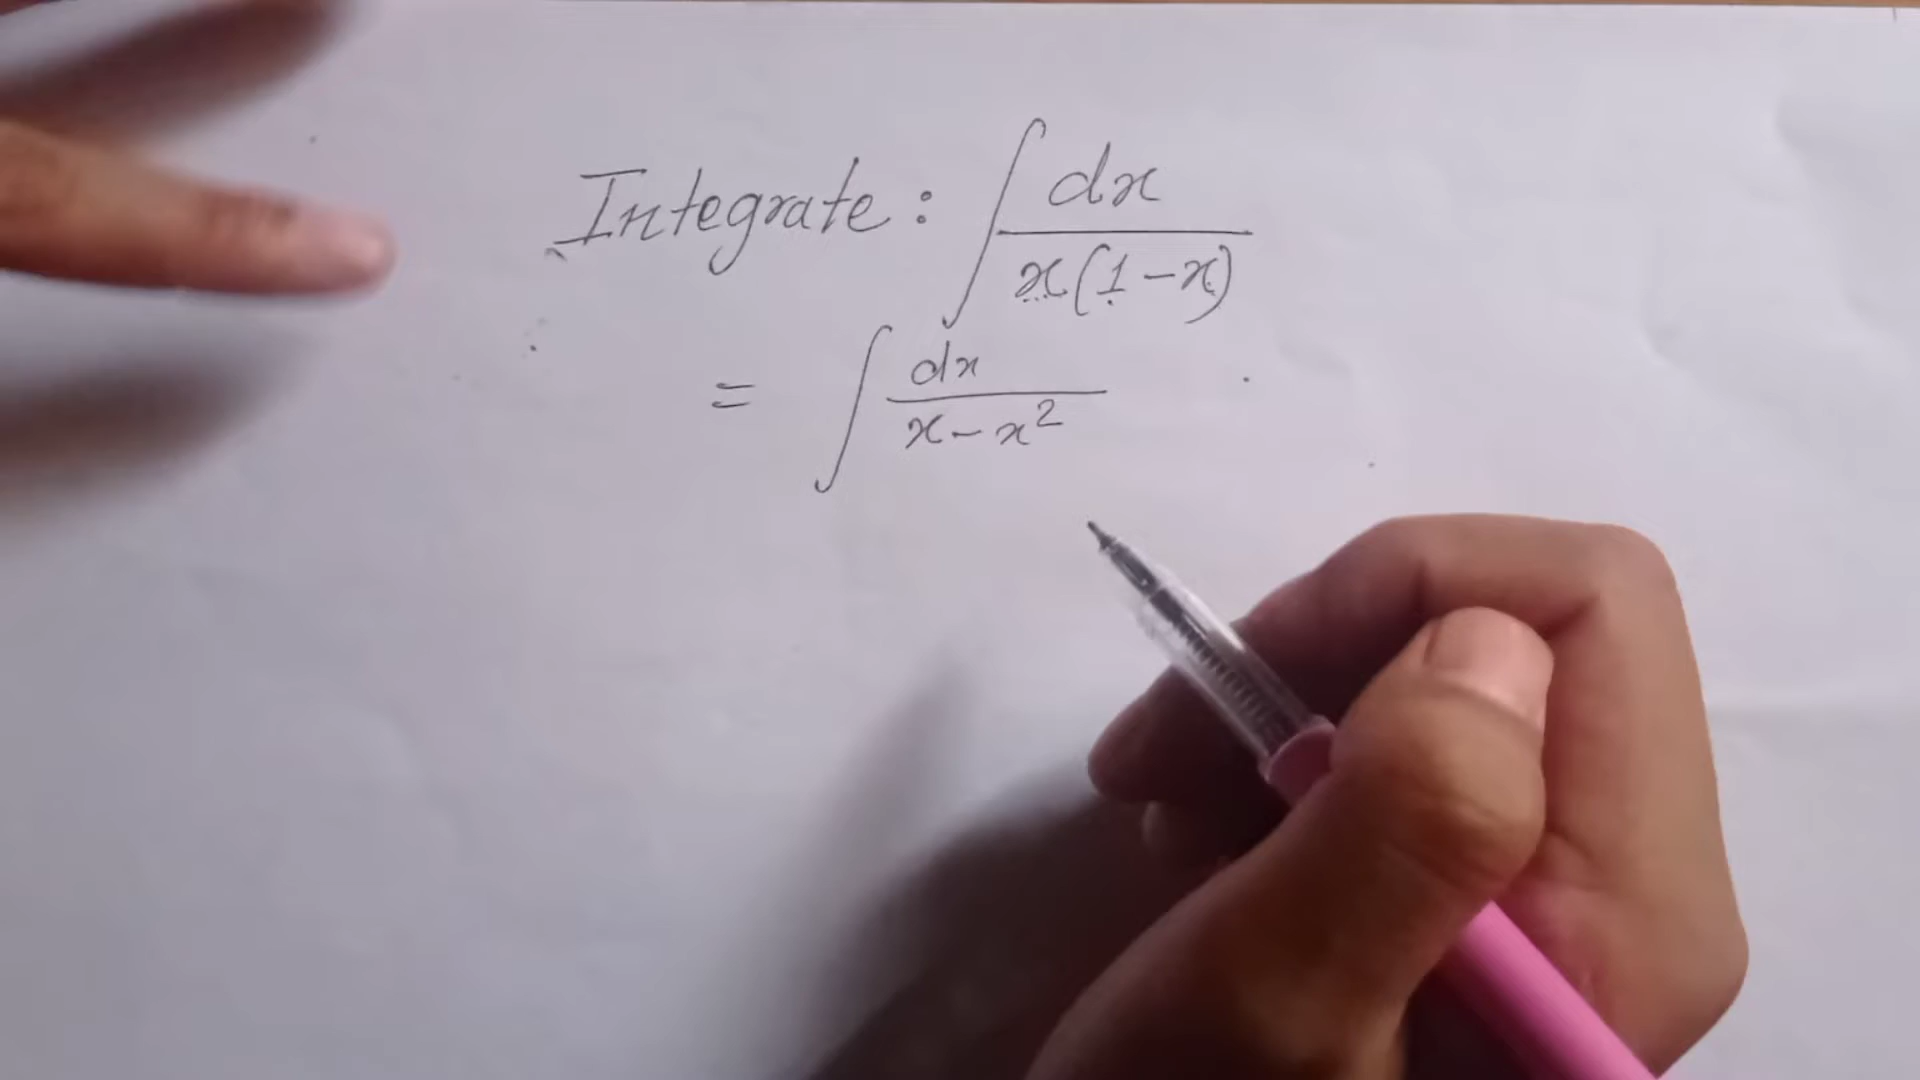 Integrate: ∫ dx / x(1-x)
= ∫ dx / x-x²